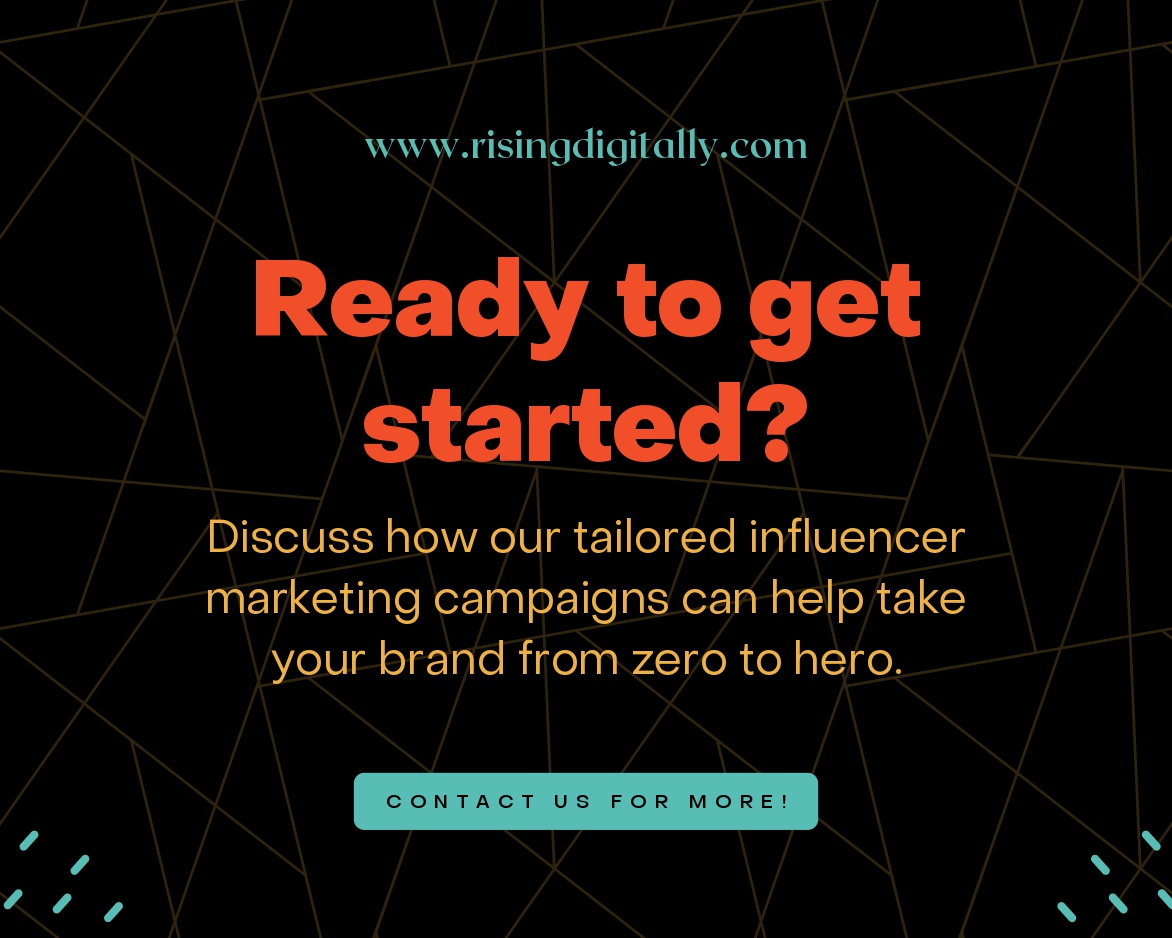 www.risingdigitally.com
Ready to get
started?
Discuss how our tailored influencer
marketing campaigns can help take
your brand from zero to hero.
CONTACT US FOR MORE!